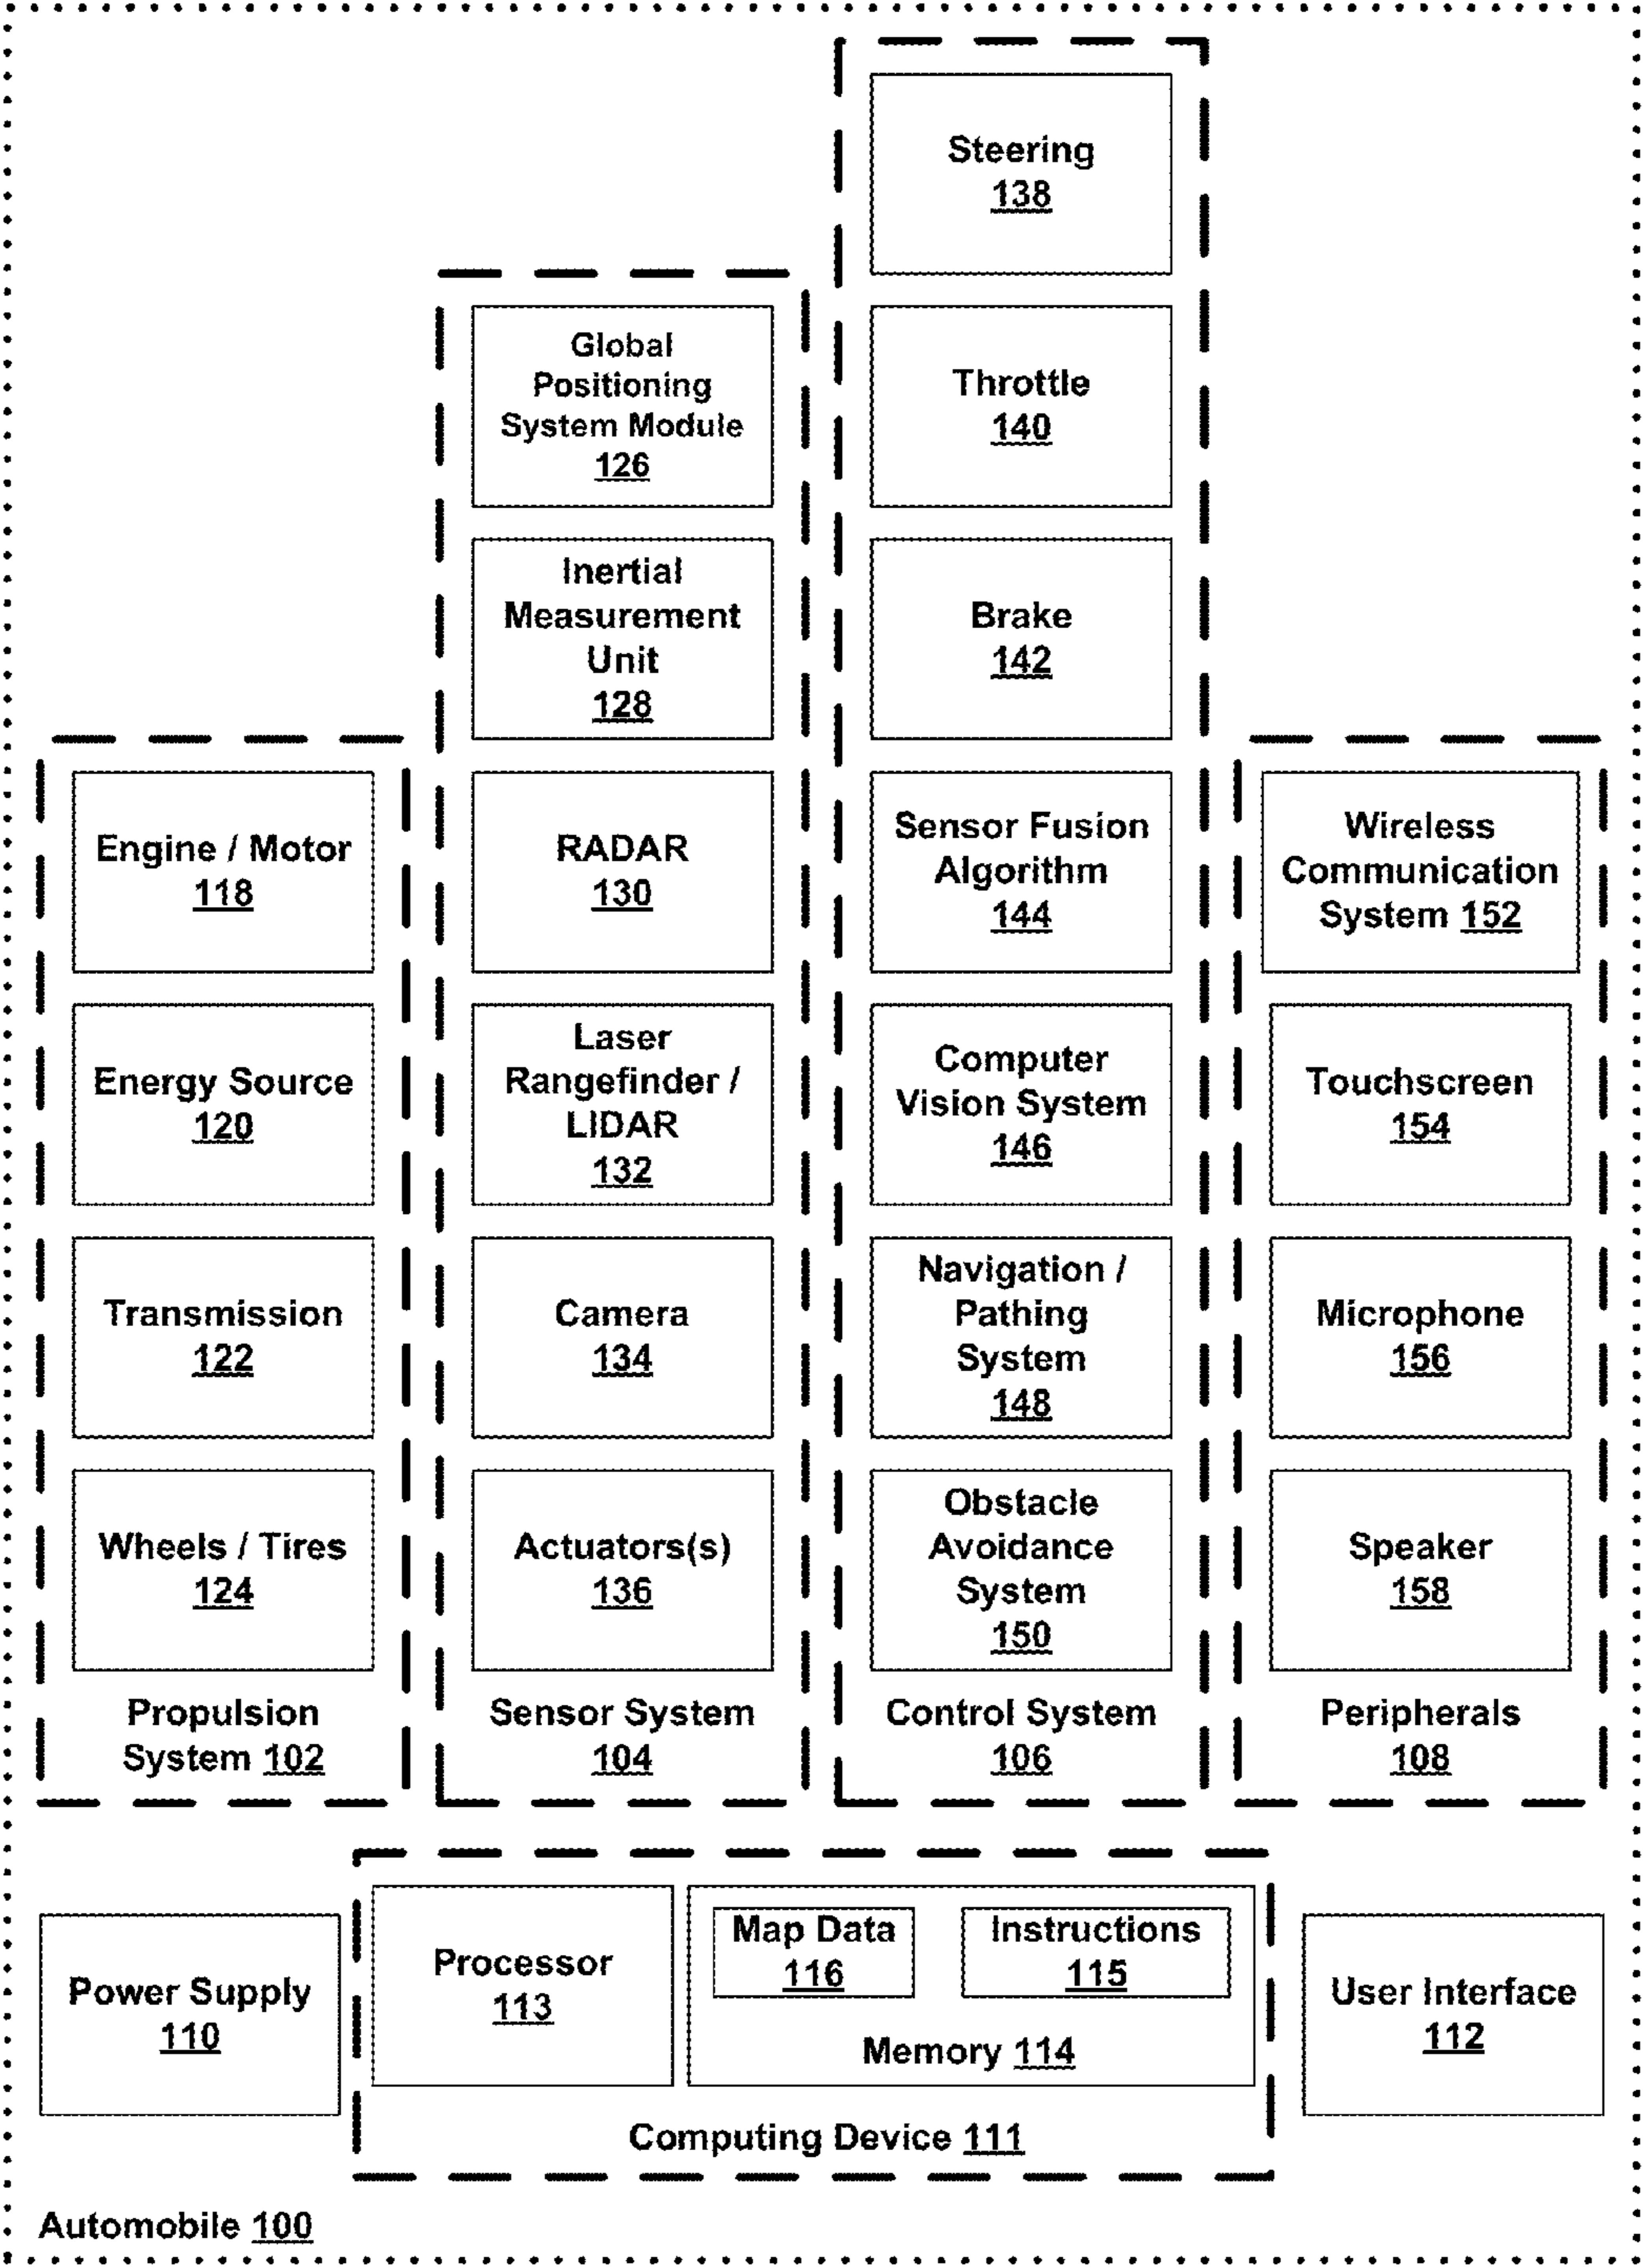 Steering
138
Throttle
140
Brake
142
Sensor Fusion
Algorithm
144
Computer
Vision System
146
Navigation /
Pathing
System
148
Obstacle
Avoidance
System
150
Control System
106
Global
Positioning
System Module
126
Inertial
Measurement
Unit
128
RADAR
130
Laser
Rangefinder /
LIDAR
132
Camera
134
Actuators(s)
136
Sensor System
104
Engine / Motor
118
Energy Source
120
Transmission
122
Wheels / Tires
124
Propulsion
System 102
Wireless
Communication
System 152
Touchscreen
154
Microphone
156
Speaker
158
Peripherals
108
Power Supply
110
Processor
113
Map Data
116
Instructions
115
Memory 114
Computing Device 111
User Interface
112
Automobile 100